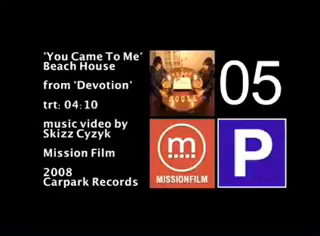 'You Came To Me'
Beach House
from 'Devotion'
trt: 04:10
music video by
Skizz Cyzyk
Mission Film
2008
Carpark Records
HOUSE
05
m
MISSIONFILM
P